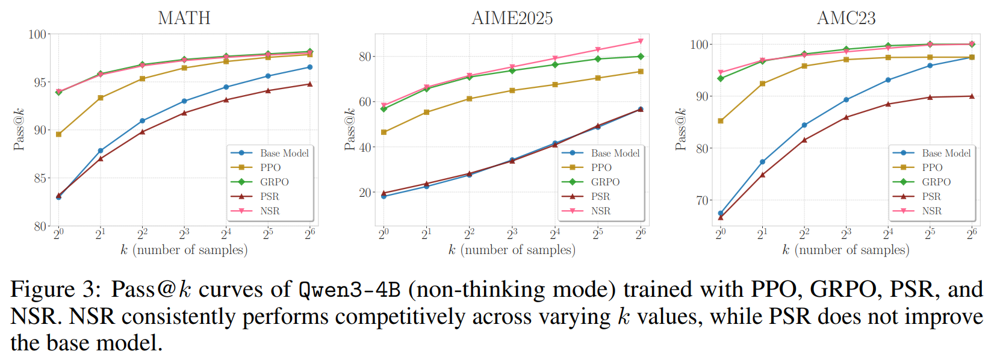 MATH
100
95
90
85
80
Pass@k
2^0 2^1 2^2 2^3 2^4 2^5 2^6
k (number of samples)
Base Model
PPO
GRPO
PSR
NSR
AIME2025
80
60
40
20
Pass@k
2^0 2^1 2^2 2^3 2^4 2^5 2^6
k (number of samples)
Base Model
PPO
GRPO
PSR
NSR
AMC23
100
90
80
70
Pass@k
2^0 2^1 2^2 2^3 2^4 2^5 2^6
k (number of samples)
Base Model
PPO
GRPO
PSR
NSR
Figure 3: Pass@k curves of Qwen3-4B (non-thinking mode) trained with PPO, GRPO, PSR, and
NSR. NSR consistently performs competitively across varying k values, while PSR does not improve
the base model.